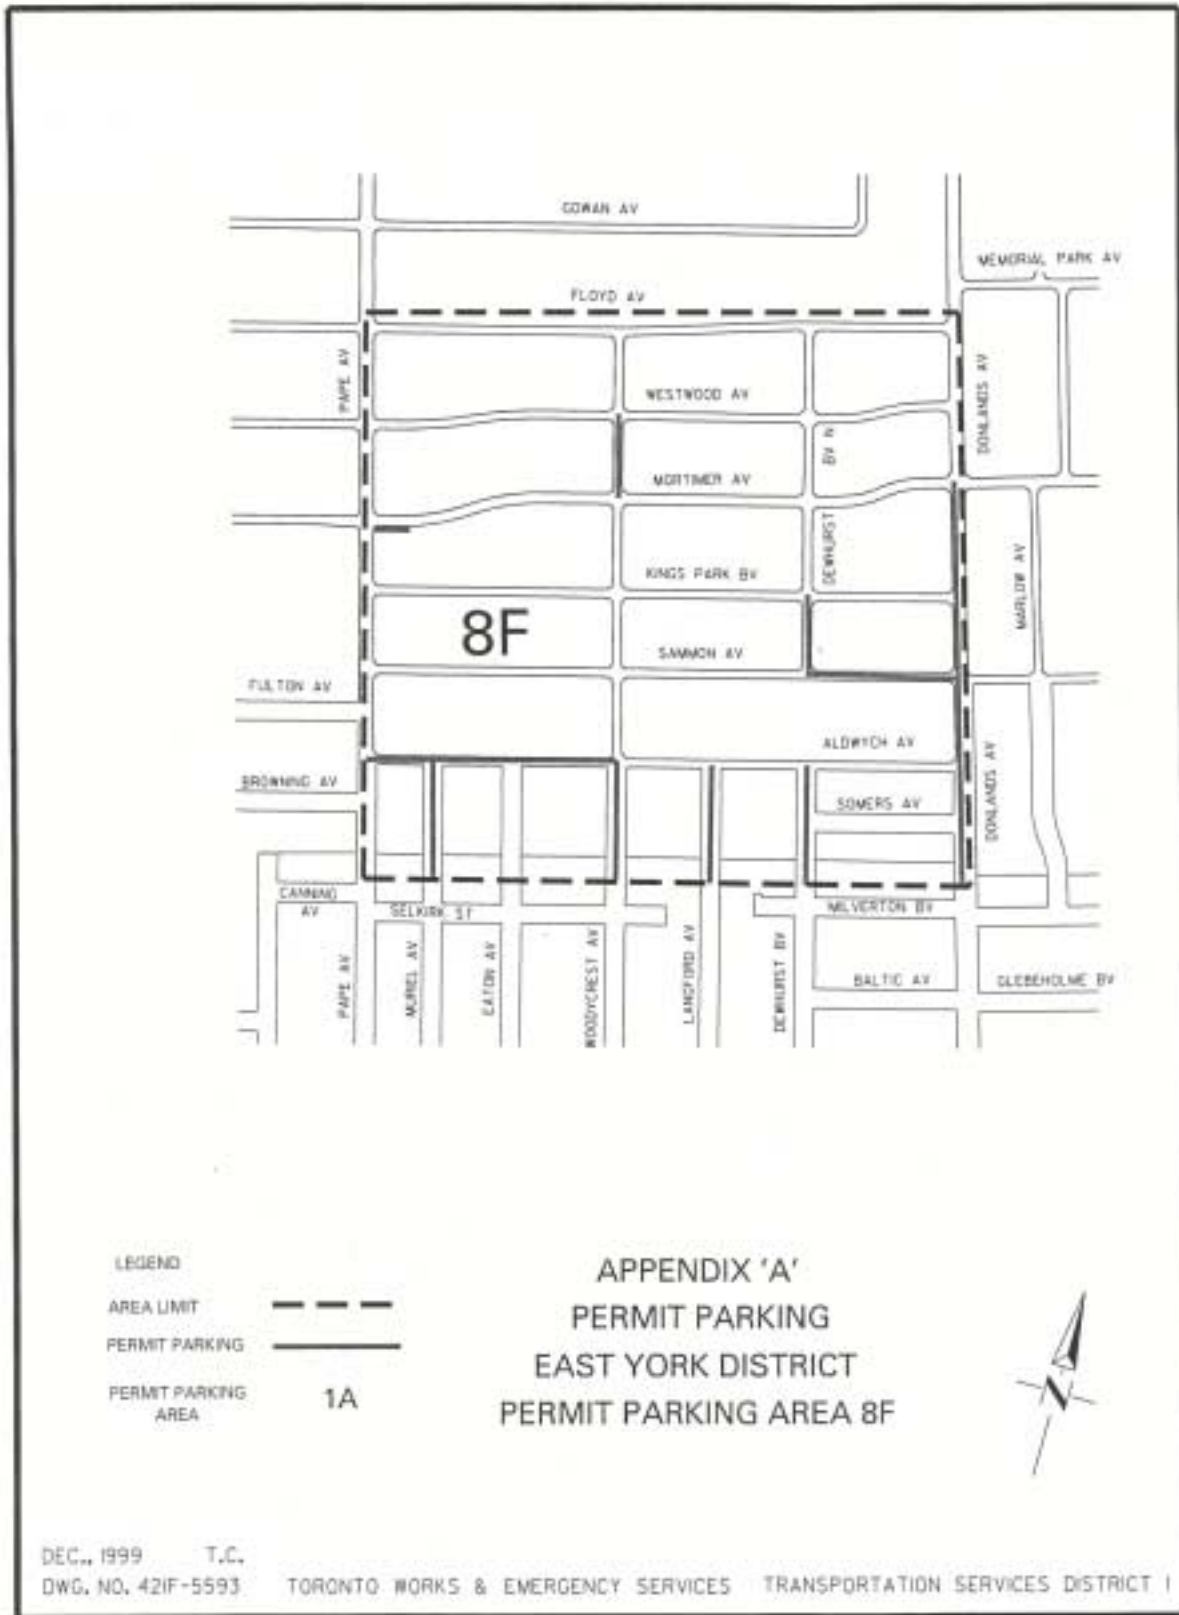 GOWAN AV
MEMORIAL PARK AV
FLOYD AV
PAPE AV
WESTWOOD AV
DONLANDS AV
BV N
MORTIMER AV
DEWHURST
KINGS PARK BV
MARLOW AV
8F
SAMMON AV
FULTON AV
ALDWYCH AV
BROWNING AV
SOMERS AV
DONLANDS AV
CANNING
AV
SELKIRK ST
MILVERTON BV
PAPE AV
MURIEL AV
EATON AV
WOODYCREST AV
LANGFORD AV
DEWHURST BV
BALTIC AV
GLEBEHOLME BV
LEGEND
AREA LIMIT
PERMIT PARKING
PERMIT PARKING
AREA
1A
APPENDIX 'A'
PERMIT PARKING
EAST YORK DISTRICT
PERMIT PARKING AREA 8F
N
DEC., 1999 T.C.
DWG. NO. 421F-5593 TORONTO WORKS & EMERGENCY SERVICES TRANSPORTATION SERVICES DISTRICT 1